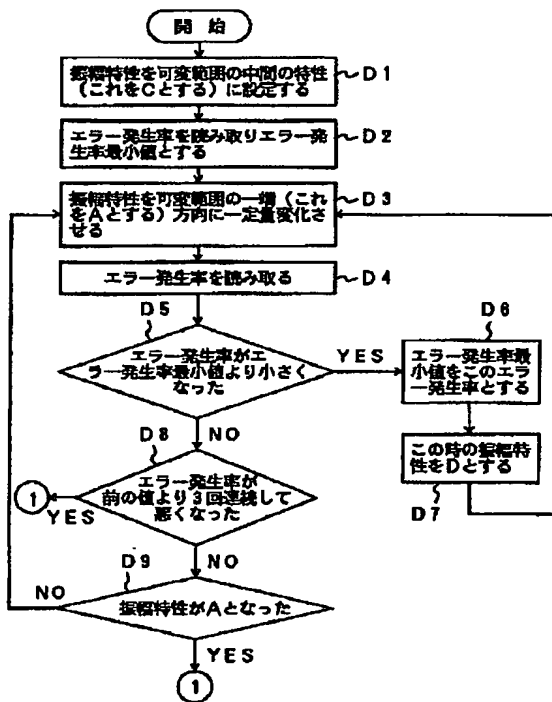 開始
振幅特性を可変範囲の中間の特性
(これをCとする)に設定する
D1
エラー発生率を読み取りエラー発
生率最小値とする
D2
振幅特性を可変範囲の一端(これ
をAとする)方向に一定量変化さ
せる
D3
エラー発生率を読み取る
D4
D5
エラー発生率がエ
ラー発生率最小値より小さく
なった
YES
NO
D6
エラー発生率最
小値をこのエラ
ー発生率とする
この時の振幅特
性をDとする
D7
D8
エラー発生率が
前の値より3回連続して
悪くなった
1
YES
NO
D9
振幅特性がAとなった
NO
YES
1